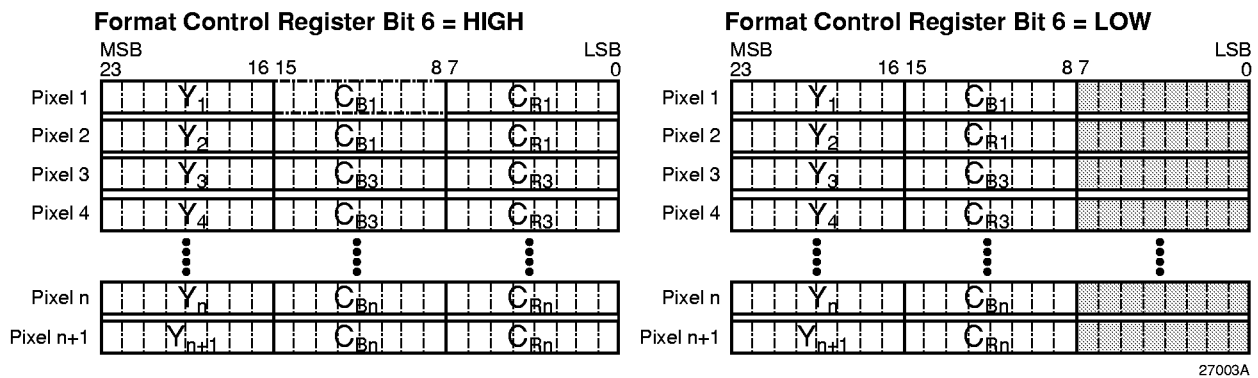 Format Control Register Bit 6 = HIGH
MSB LSB
23 16 15 8 7 0
Pixel 1 Y1 CB1 CR1
Pixel 2 Y2 CB1 CR1
Pixel 3 Y3 CB3 CR3
Pixel 4 Y4 CB3 CR3
Pixel n Yn CBn CRn
Pixel n+1 Yn+1 CBn CRn
Format Control Register Bit 6 = LOW
MSB LSB
23 16 15 8 7 0
Pixel 1 Y1 CB1
Pixel 2 Y2 CR1
Pixel 3 Y3 CB3
Pixel 4 Y4 CR3
Pixel n Yn CBn
Pixel n+1 Yn+1 CRn
27003A